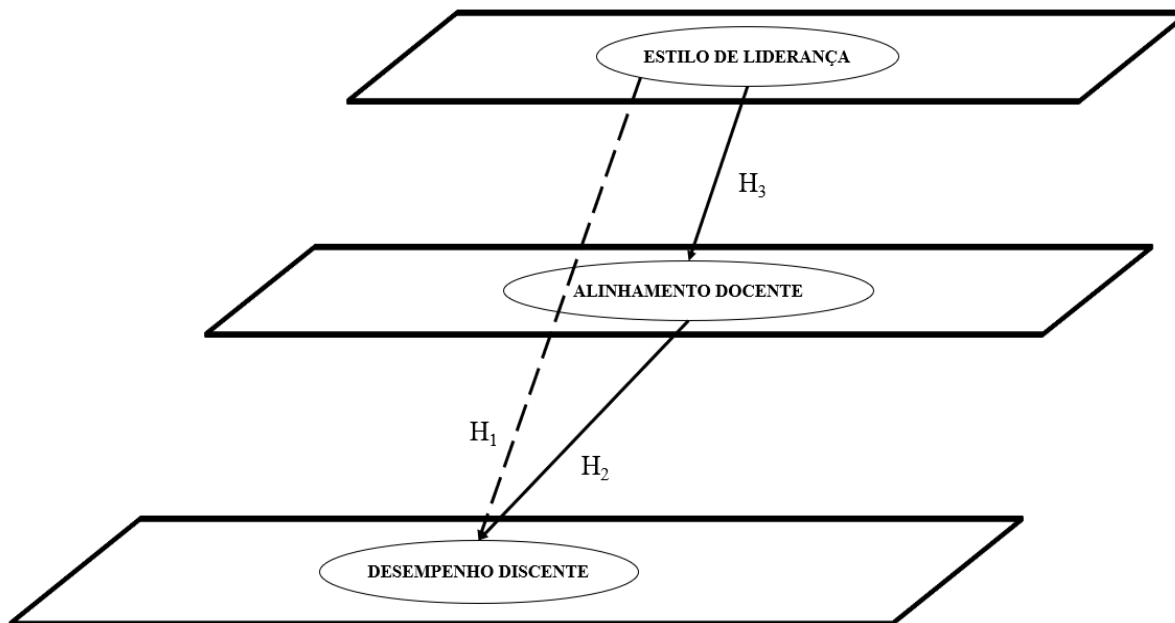 ESTILO DE LIDERANÇA
H₃
ALINHAMENTO DOCENTE
H₁
H₂
DESEMPENHO DISCENTE